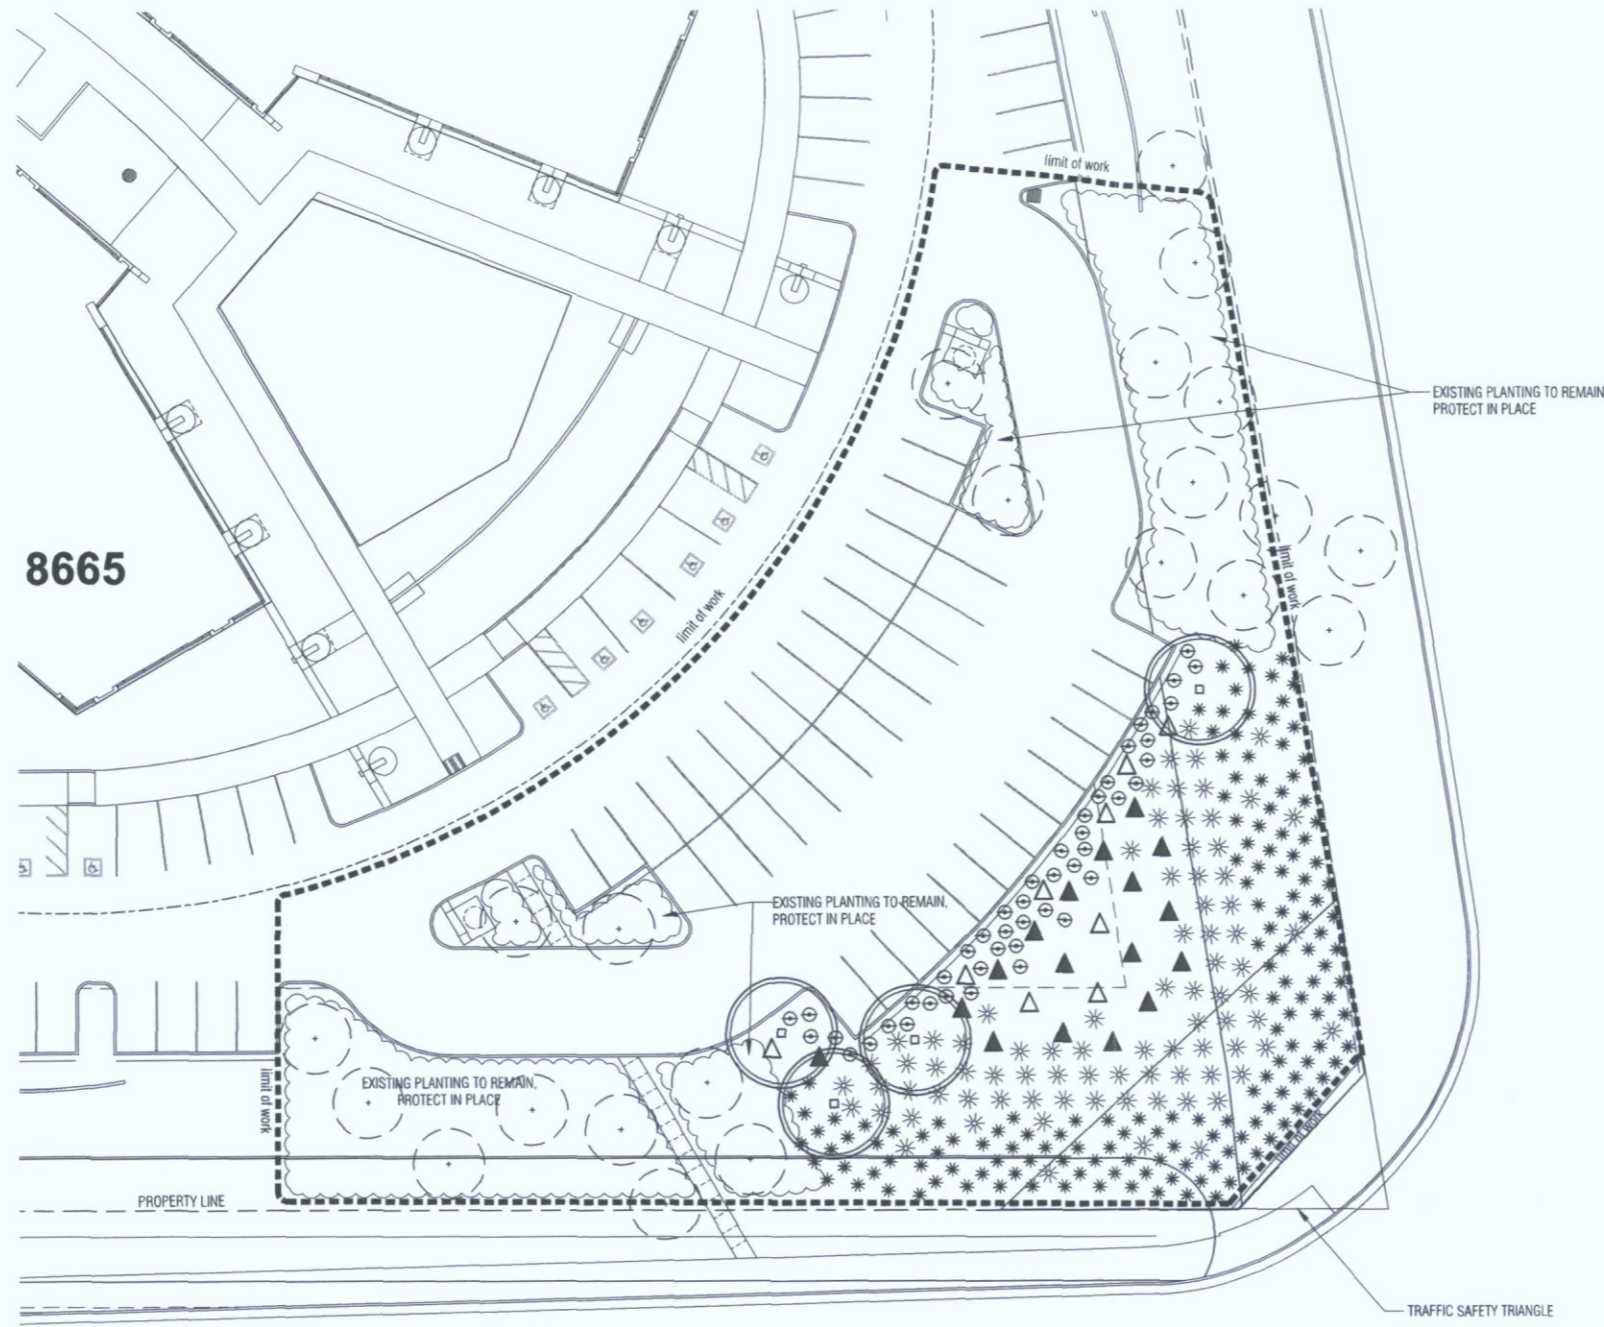 limit of work
EXISTING PLANTING TO REMAIN
PROTECT IN PLACE
8665
limit of work
limit of work
EXISTING PLANTING TO REMAIN,
PROTECT IN PLACE
EXISTING PLANTING TO REMAIN,
PROTECT IN PLACE
limit of work
limit of work
PROPERTY LINE
TRAFFIC SAFETY TRIANGLE